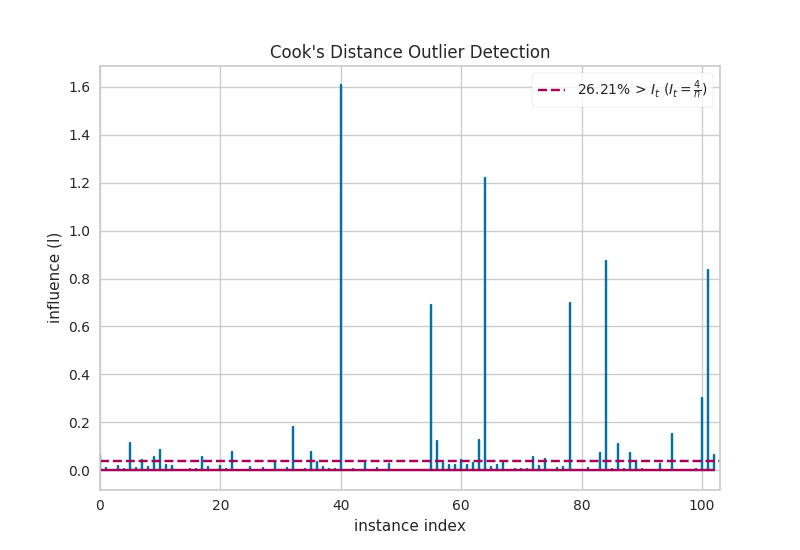 Cook's Distance Outlier Detection
26.21% > I_t (I_t = 4/n)
influence (I)
1.6
1.4
1.2
1.0
0.8
0.6
0.4
0.2
0.0
0 20 40 60 80 100
instance index